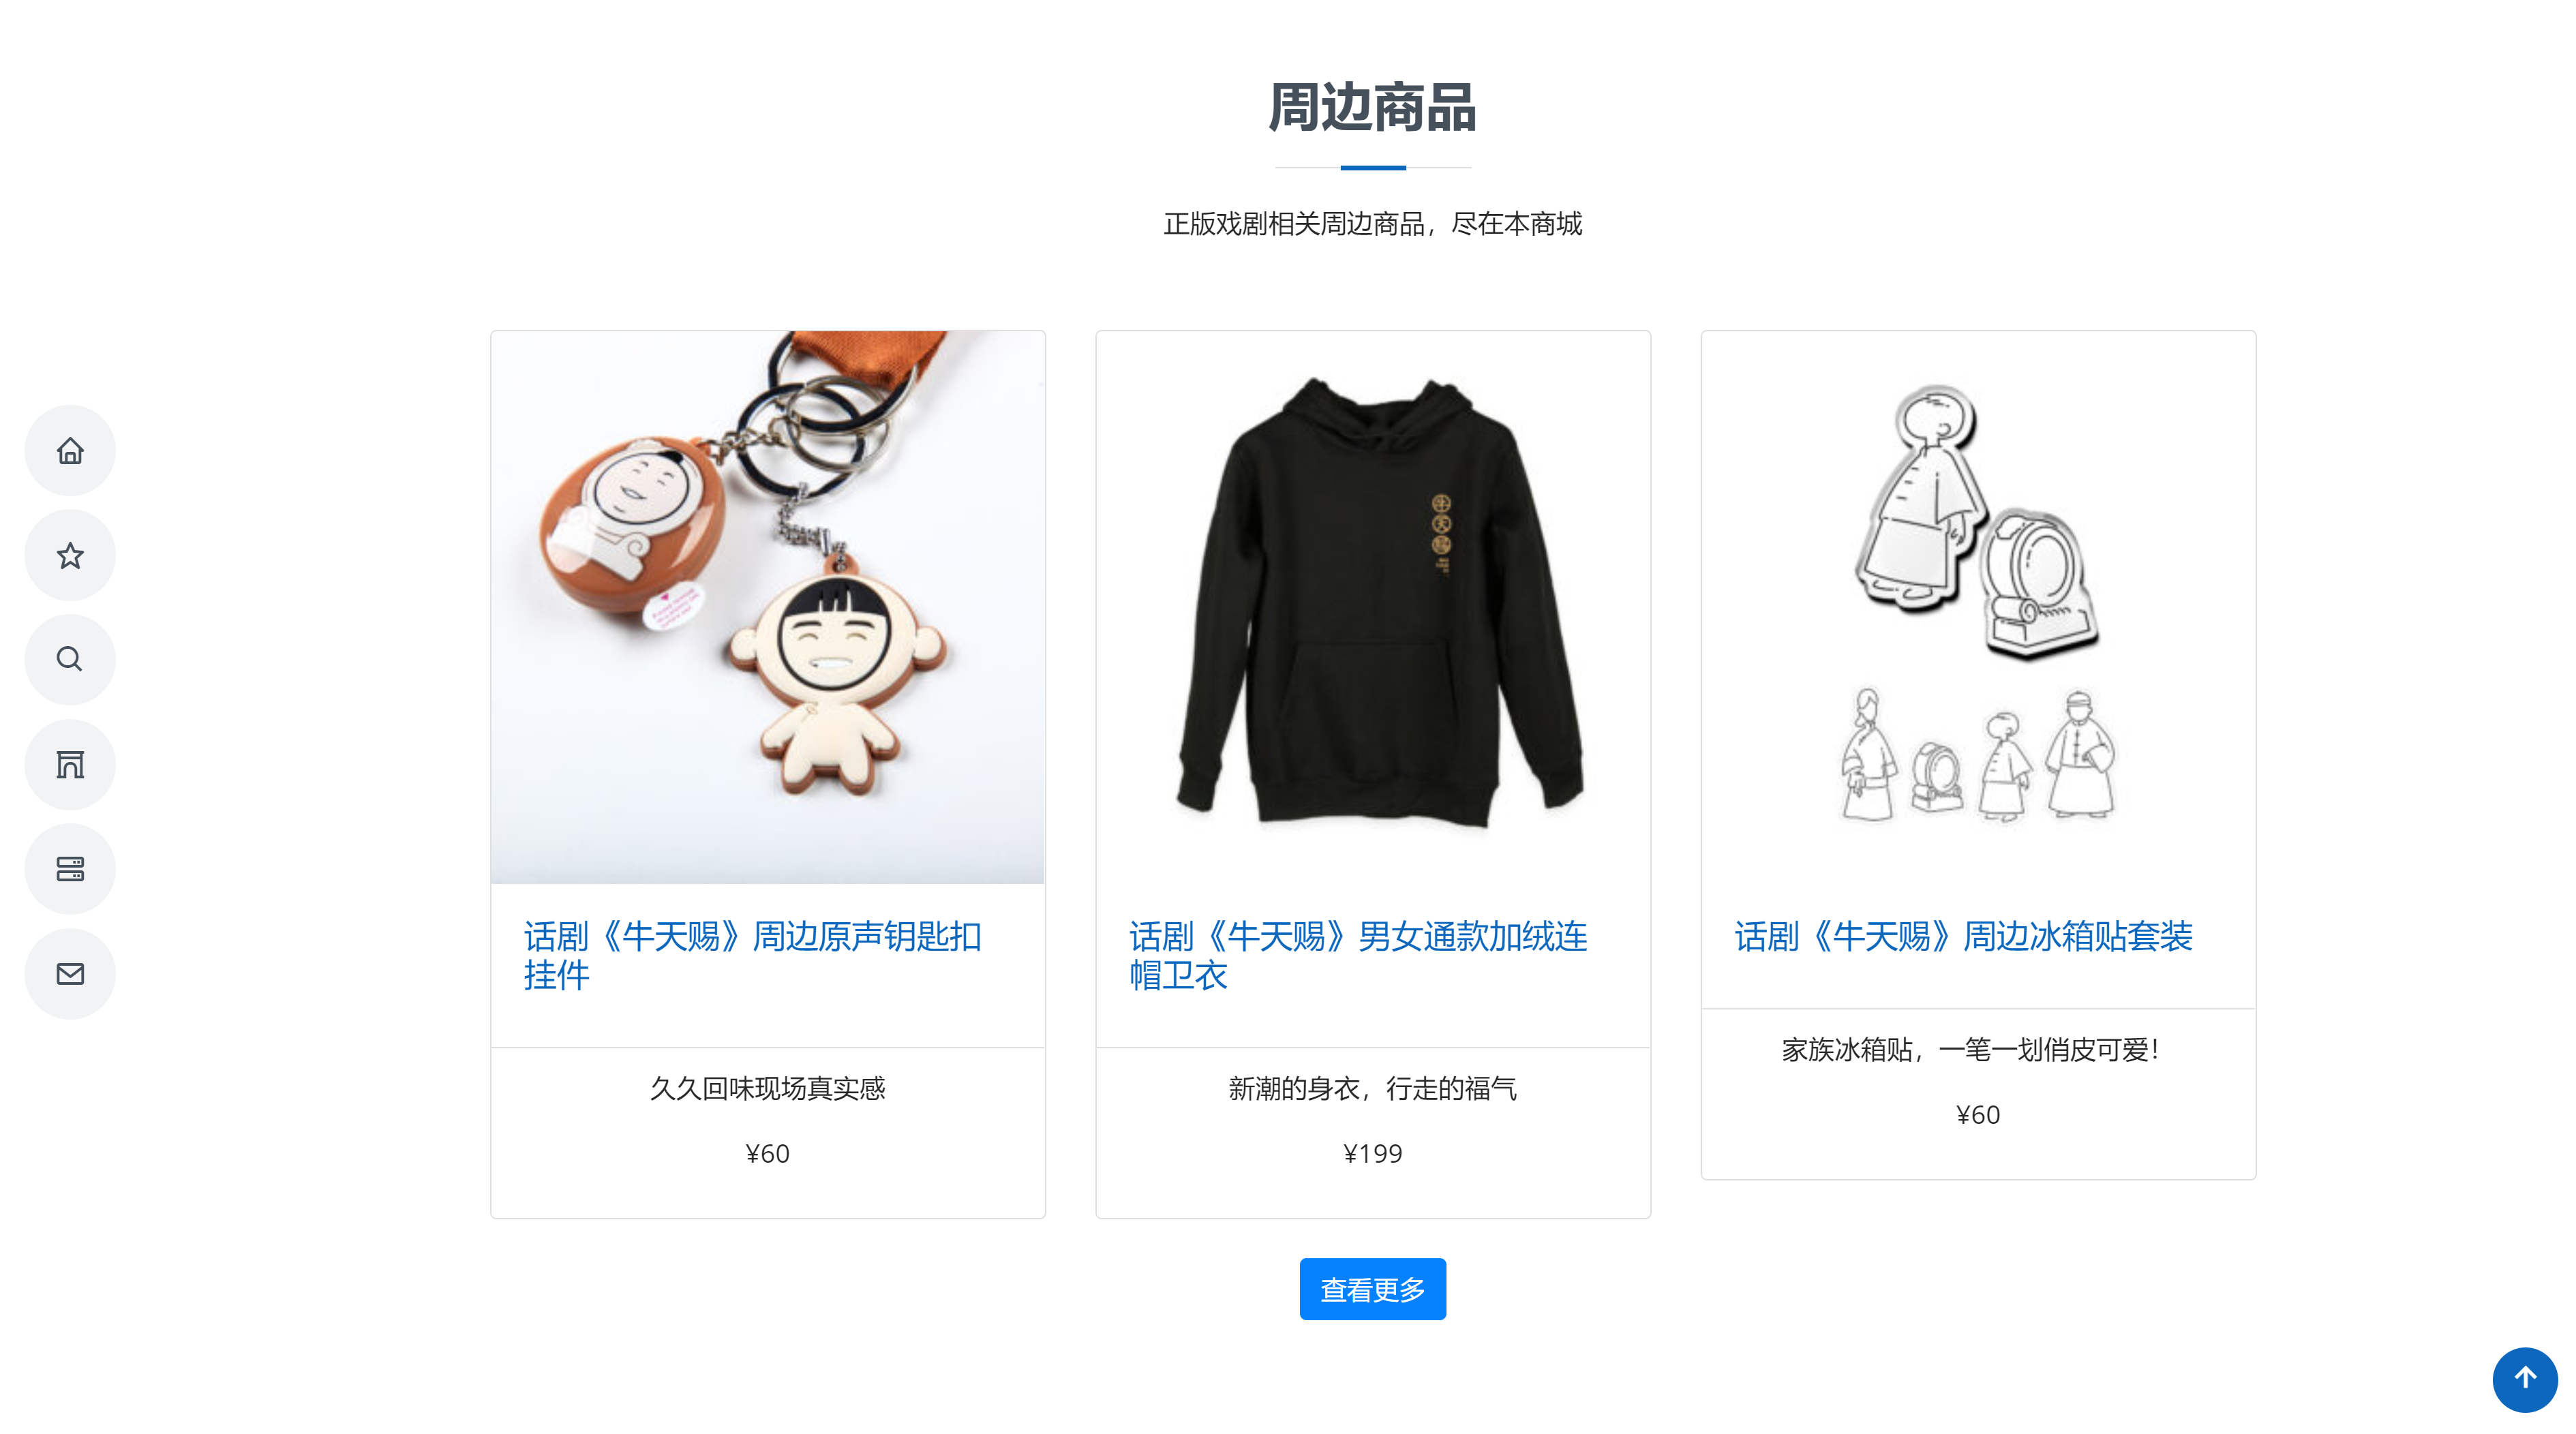 周边商品
正版戏剧相关周边商品，尽在本商城
话剧《牛天赐》周边原声钥匙扣
挂件
久久回味现场真实感
¥60
牛
天
话剧《牛天赐》男女通款加绒连
帽卫衣
新潮的身衣，行走的福气
¥199
话剧《牛天赐》周边冰箱贴套装
家族冰箱贴，一笔一划俏皮可爱！
¥60
查看更多